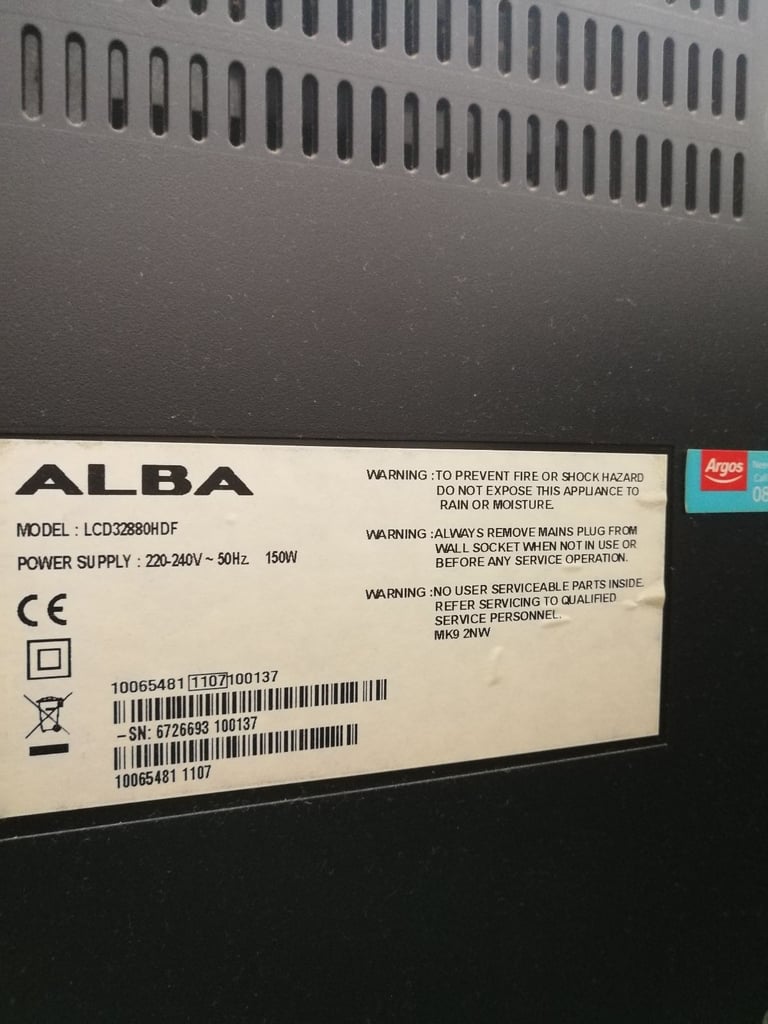 ALBA
MODEL : LCD32880HDF
POWER SUPPLY : 220-240V ~ 50Hz. 150W
CE
10065481 1107 100137
-SN: 6726693 100137
10065481 1107
WARNING :TO PREVENT FIRE OR SHOCK HAZARD
DO NOT EXPOSE THIS APPLIANCE TO
RAIN OR MOISTURE.
WARNING :ALWAYS REMOVE MAINS PLUG FROM
WALL SOCKET WHEN NOT IN USE OR
BEFORE ANY SERVICE OPERATION.
WARNING :NO USER SERVICEABLE PARTS INSIDE.
REFER SERVICING TO QUALIFIED
SERVICE PERSONNEL.
MK9 2NW
Argos
Nee
Call
08